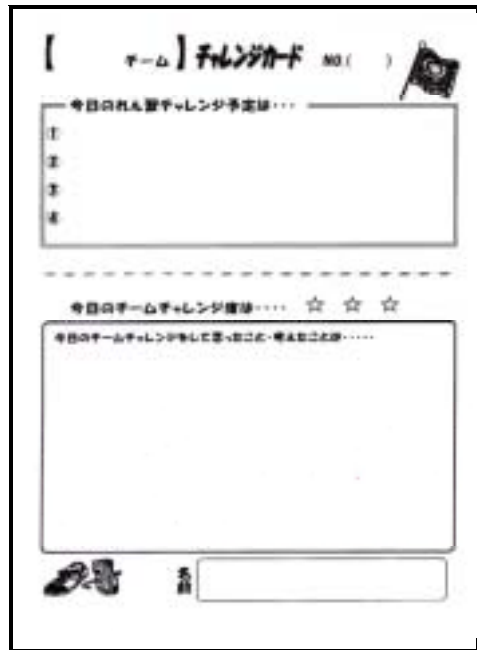 【　　　チーム】チャレンジカード NO.(　　)
今日のれん習チャレンジ予定は・・・
①
②
③
④
今日のチームチャレンジ度は・・・・ ☆ ☆ ☆
今日のチームチャレンジをして思ったこと・考えたことは・・・・・
名前